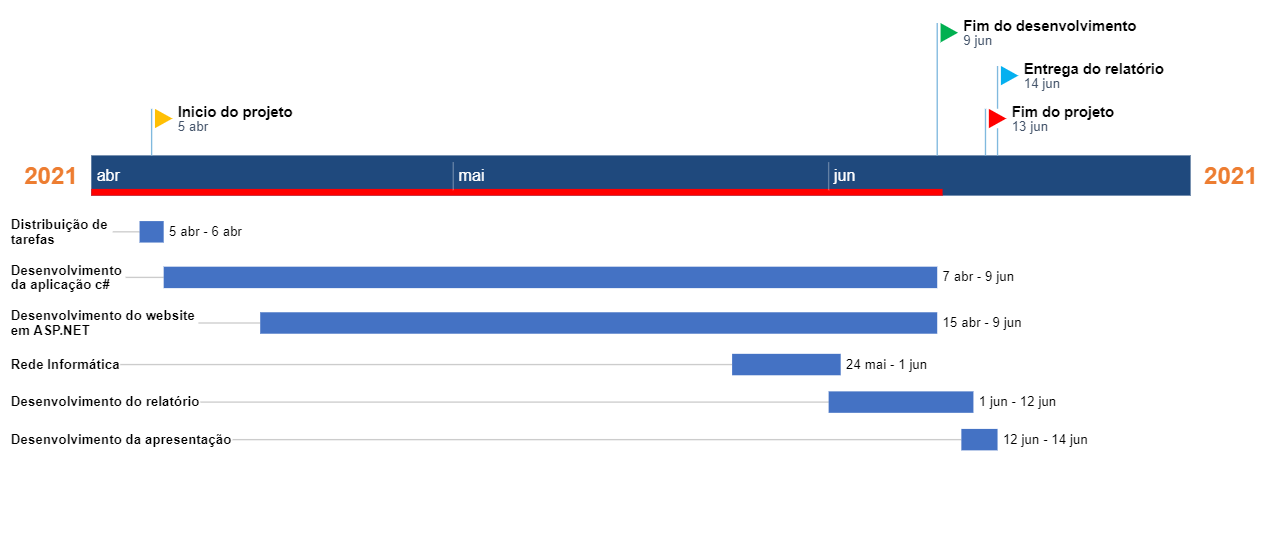 Fim do desenvolvimento
9 jun
Entrega do relatório
14 jun
Inicio do projeto
5 abr
Fim do projeto
13 jun
2021
abr
mai
jun
2021
Distribuição de
tarefas
5 abr - 6 abr
Desenvolvimento
da aplicação c#
7 abr - 9 jun
Desenvolvimento do website
em ASP.NET
15 abr - 9 jun
Rede Informática
24 mai - 1 jun
Desenvolvimento do relatório
1 jun - 12 jun
Desenvolvimento da apresentação
12 jun - 14 jun